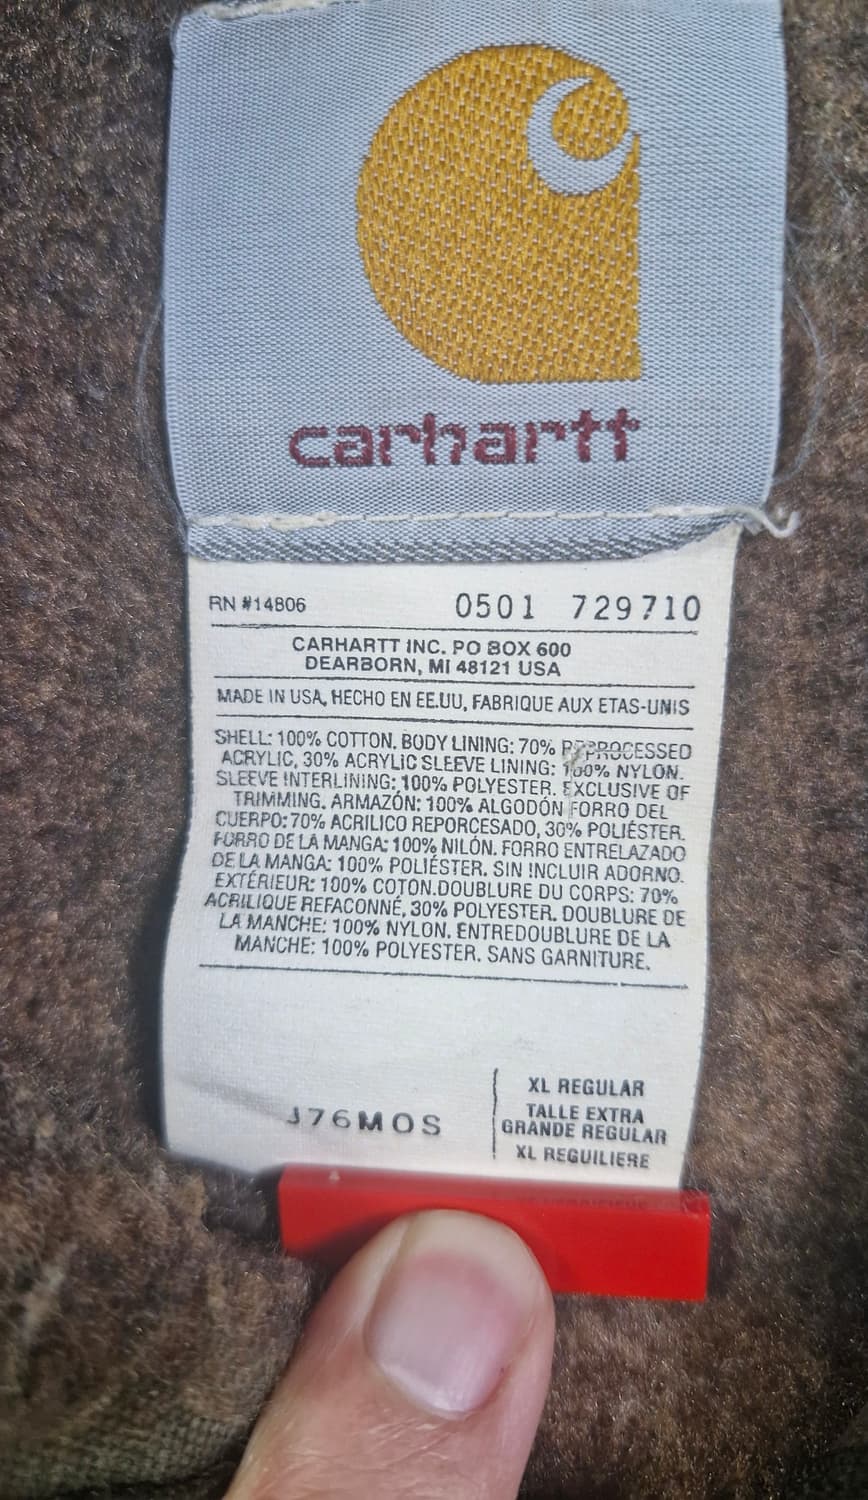 carhartt
RN #14806 0501 729710
CARHARTT INC. PO BOX 600
DEARBORN, MI 48121 USA
MADE IN USA, HECHO EN EE.UU, FABRIQUE AUX ETAS-UNIS
SHELL: 100% COTTON. BODY LINING: 70% REPROCESSED
ACRYLIC, 30% ACRYLIC SLEEVE LINING: 100% NYLON.
SLEEVE INTERLINING: 100% POLYESTER. EXCLUSIVE OF
TRIMMING. ARMAZÓN: 100% ALGODÓN FORRO DEL
CUERPO: 70% ACRILICO REPORCESADO, 30% POLIÉSTER.
FORRO DE LA MANGA: 100% NILÓN. FORRO ENTRELAZADO
DE LA MANGA: 100% POLIÉSTER. SIN INCLUIR ADORNO.
EXTÉRIEUR: 100% COTON.DOUBLURE DU CORPS: 70%
ACRILIQUE REFACONNÉ, 30% POLYESTER. DOUBLURE DE
LA MANCHE: 100% NYLON. ENTREDOUBLURE DE LA
MANCHE: 100% POLYESTER. SANS GARNITURE.
XL REGULAR
TALLE EXTRA
GRANDE REGULAR
XL REGUILIERE
J76MOS